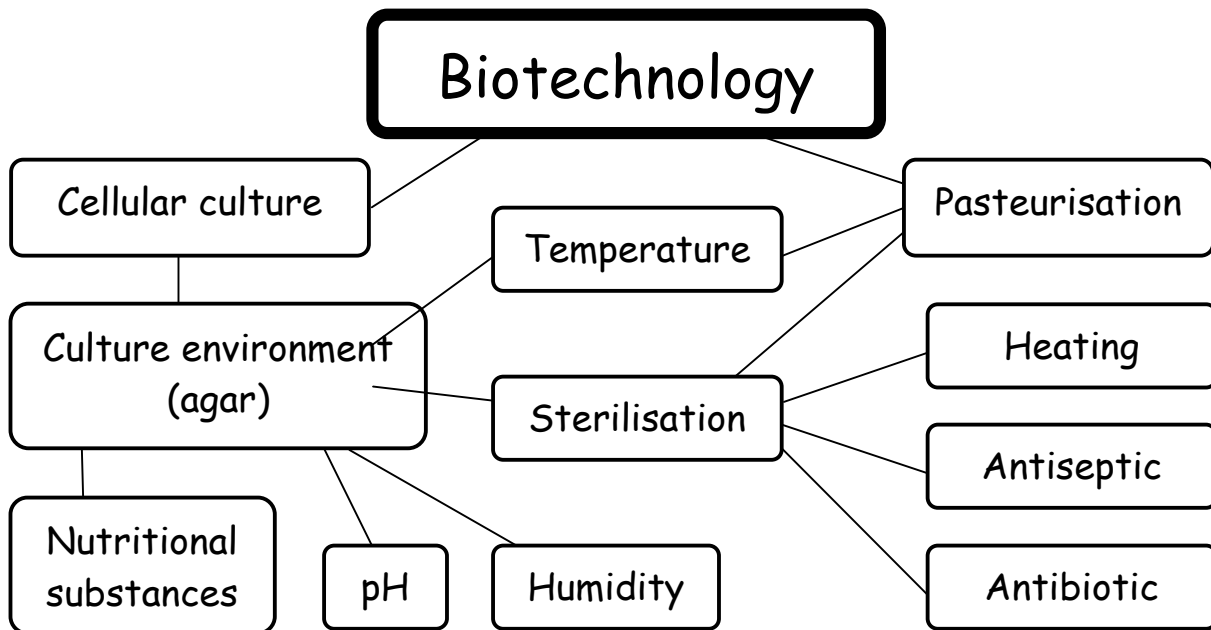 Biotechnology
Cellular culture
Pasteurisation
Temperature
Culture environment
(agar)
Heating
Sterilisation
Antiseptic
Nutritional
substances
pH
Humidity
Antibiotic